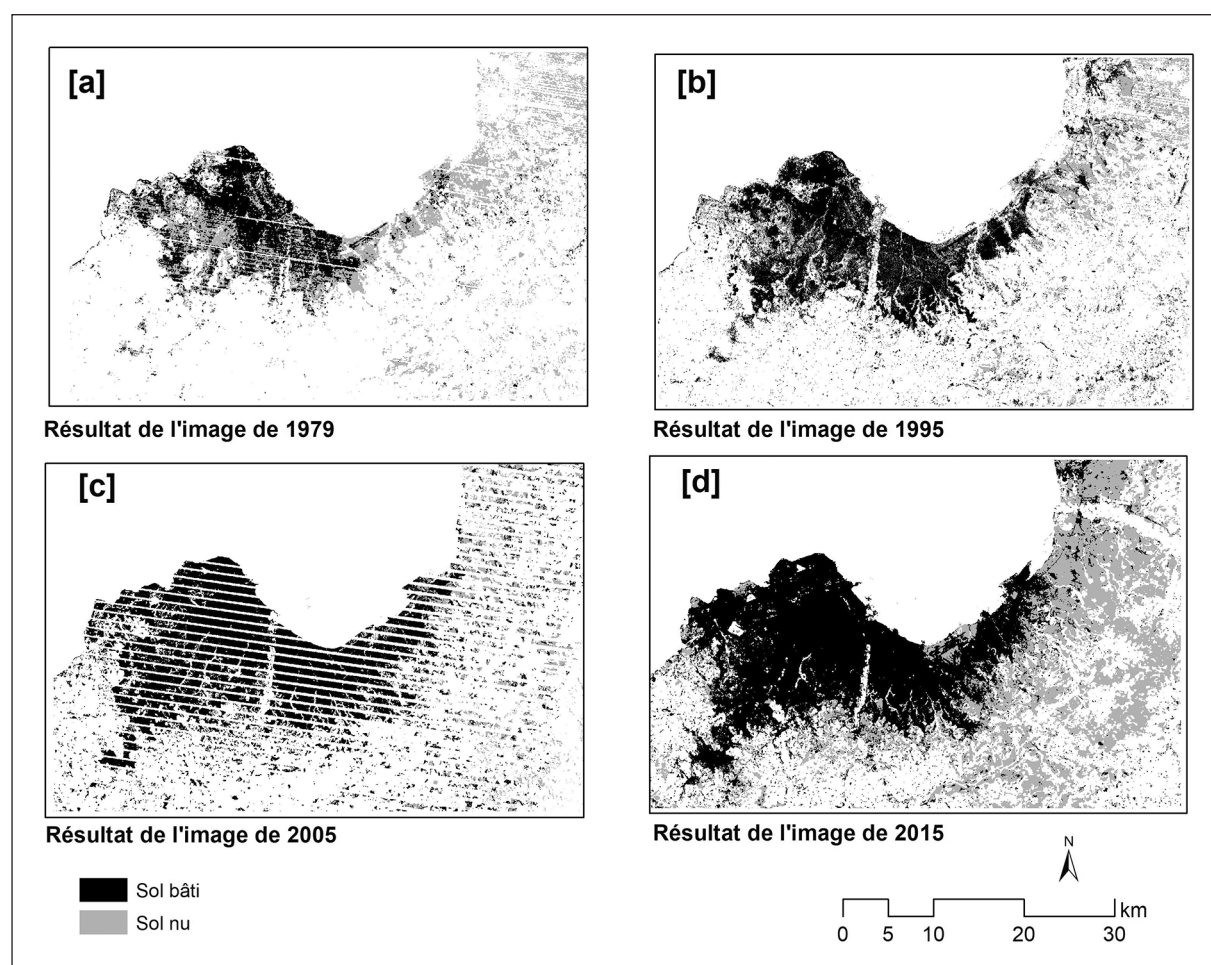 [a]
[b]
Résultat de l'image de 1979
Résultat de l'image de 1995
[c]
[d]
Résultat de l'image de 2005
Résultat de l'image de 2015
Sol bâti
Sol nu
N
km
0 5 10 20 30